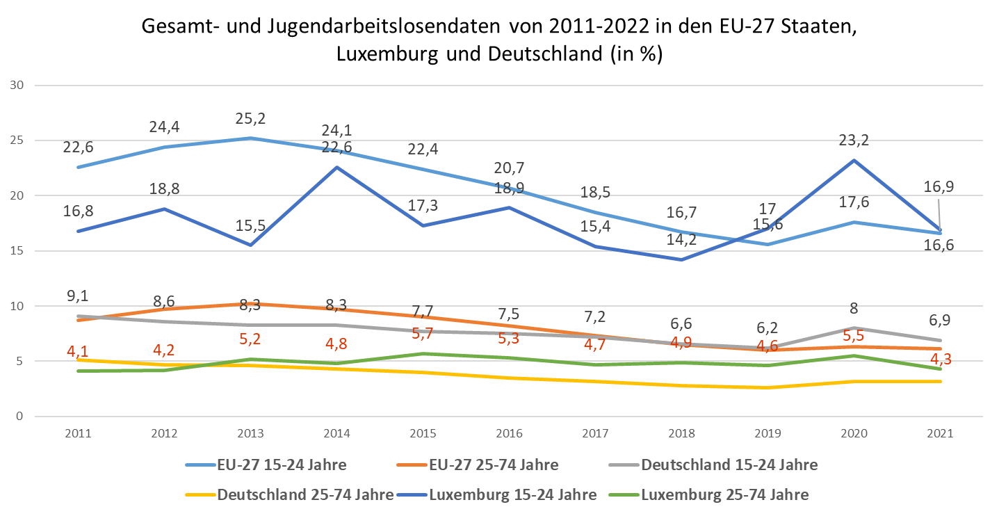 Gesamt- und Jugendarbeitslosendaten von 2011-2022 in den EU-27 Staaten,
Luxemburg und Deutschland (in %)
30
25
20
15
10
5
0
22,6 24,4 25,2 24,1 22,4 20,7 18,5 16,7 15,6 17,6 16,6
16,8 18,8 15,5 22,6 17,3 18,9 15,4 14,2 17 23,2 16,9
9,1 8,6 8,3 8,3 7,7 7,5 7,2 6,6 6,2 8 6,9
4,1 4,2 5,2 4,8 5,7 5,3 4,7 4,9 4,6 5,5 4,3
2011 2012 2013 2014 2015 2016 2017 2018 2019 2020 2021
EU-27 15-24 Jahre EU-27 25-74 Jahre Deutschland 15-24 Jahre
Deutschland 25-74 Jahre Luxemburg 15-24 Jahre Luxemburg 25-74 Jahre